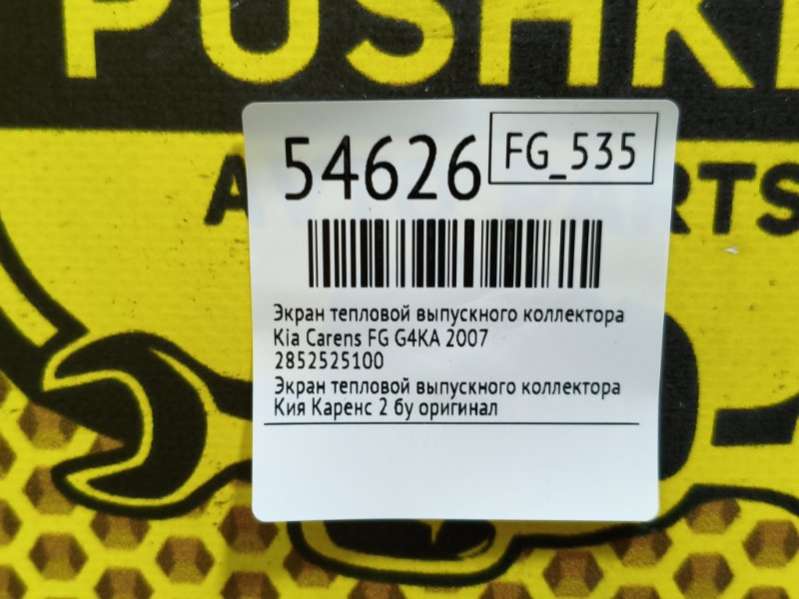 PUSHK
54626
FG_535
RTS
Экран тепловой выпускного коллектора
Kia Carens FG G4KA 2007
2852525100
Экран тепловой выпускного коллектора
Кия Каренс 2 бу оригинал